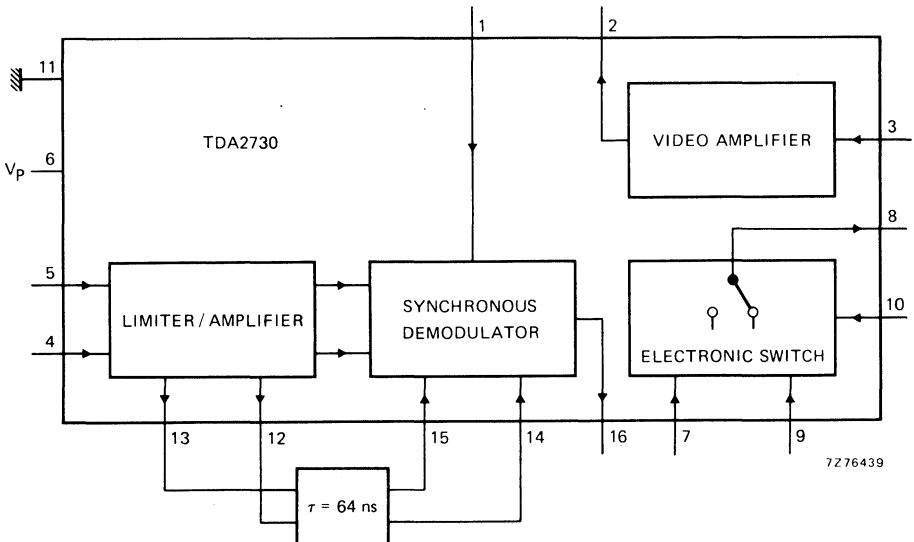 1
2
11
TDA2730
VIDEO AMPLIFIER
3
6
VP
8
5
LIMITER / AMPLIFIER
SYNCHRONOUS
DEMODULATOR
10
4
ELECTRONIC SWITCH
13
12
15
14
16
7
9
7Z76439
τ = 64 ns